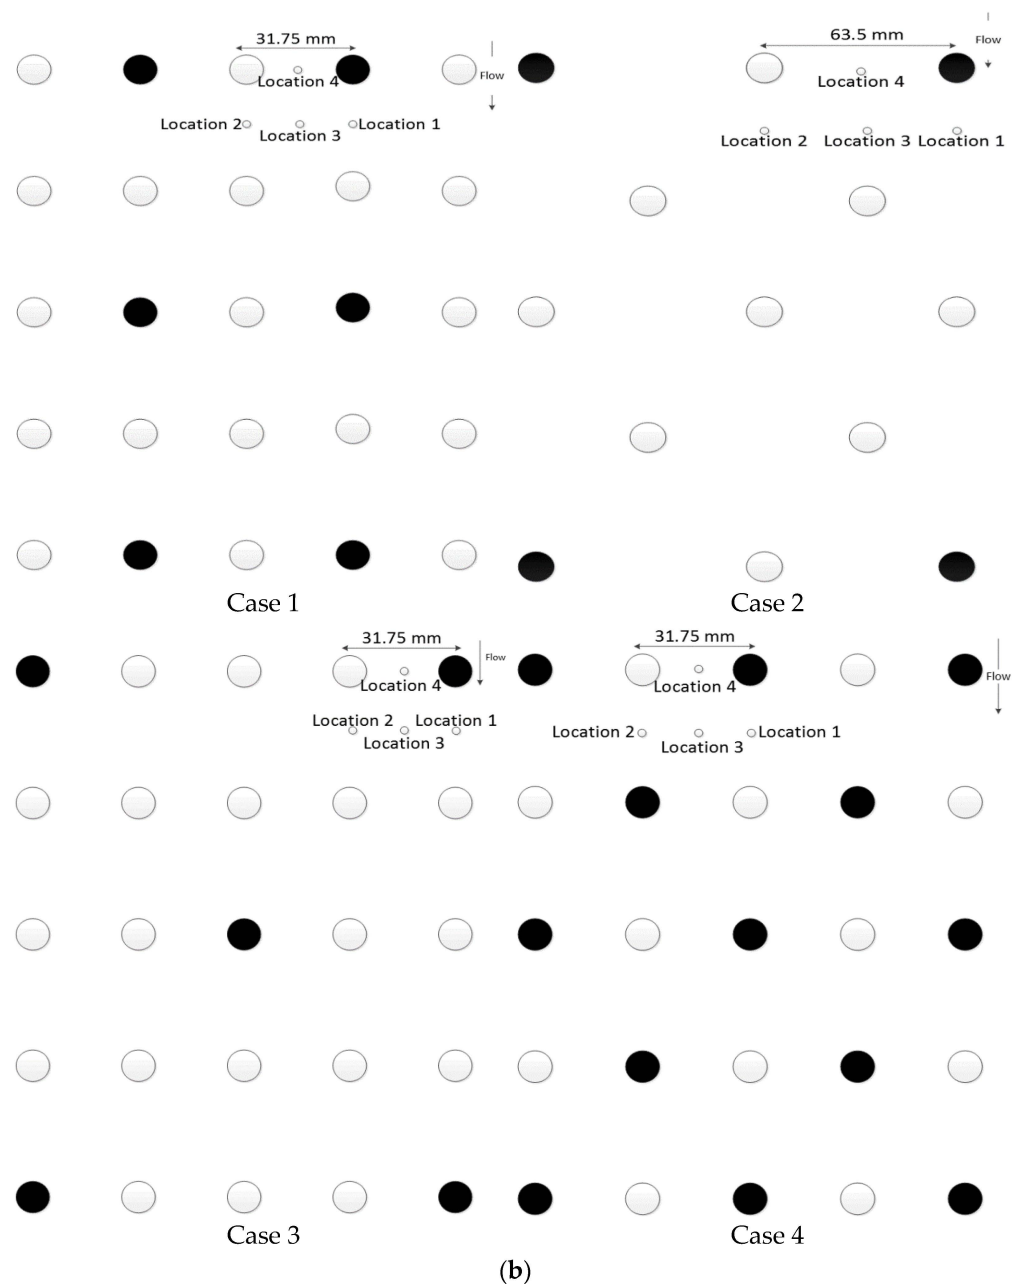 31.75 mm
Flow
Location 4
Location 2
Location 3
Location 1
Case 1
63.5 mm
Flow
Location 4
Location 2
Location 3
Location 1
Case 2
31.75 mm
Flow
Location 4
Location 2
Location 1
Location 3
Case 3
31.75 mm
Flow
Location 4
Location 2
Location 3
Location 1
Case 4
(b)